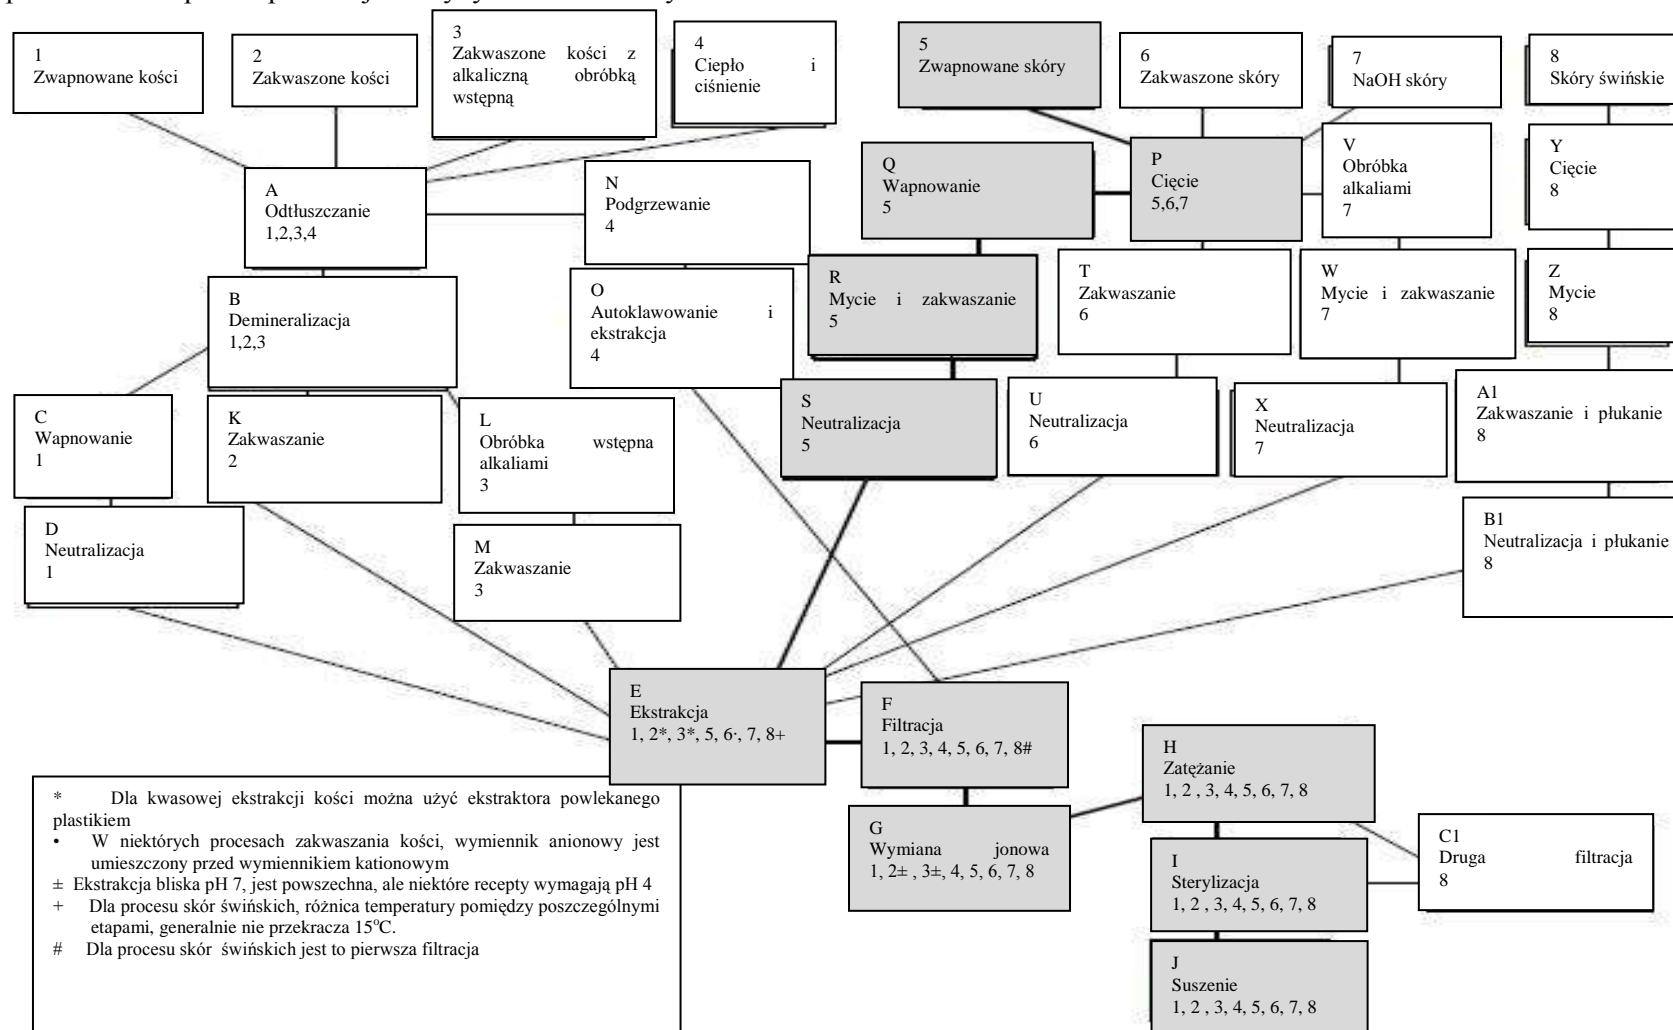 1
Zwapnowane kości
2
Zakwaszone kości
3
Zakwaszone kości z
alkaliczną obróbką
wstępną
4
Ciepło i
ciśnienie
5
Zwapnowane skóry
6
Zakwaszone skóry
7
NaOH skóry
8
Skóry świńskie
A
Odtłuszczanie
1,2,3,4
N
Podgrzewanie
4
Q
Wapnowanie
5
P
Cięcie
5,6,7
V
Obróbka
alkaliami
7
Y
Cięcie
8
B
Demineralizacja
1,2,3
O
Autoklawowanie i
ekstrakcja
4
R
Mycie i zakwaszanie
5
T
Zakwaszanie
6
W
Mycie i zakwaszanie
7
Z
Mycie
8
C
Wapnowanie
1
K
Zakwaszanie
2
L
Obróbka wstępna
alkaliami
3
S
Neutralizacja
5
U
Neutralizacja
6
X
Neutralizacja
7
A1
Zakwaszanie i płukanie
8
D
Neutralizacja
1
M
Zakwaszanie
3
B1
Neutralizacja i płukanie
8
E
Ekstrakcja
1, 2*, 3*, 5, 6·, 7, 8+
F
Filtracja
1, 2, 3, 4, 5, 6, 7, 8#
G
Wymiana jonowa
1, 2± , 3±, 4, 5, 6, 7, 8
H
Zatężanie
1, 2 , 3, 4, 5, 6, 7, 8
I
Sterylizacja
1, 2 , 3, 4, 5, 6, 7, 8
C1
Druga filtracja
8
J
Suszenie
1, 2 , 3, 4, 5, 6, 7, 8
* Dla kwasowej ekstrakcji kości można użyć ekstraktora powlekanego
plastikiem
• W niektórych procesach zakwaszania kości, wymiennik anionowy jest
umieszczony przed wymiennikiem kationowym
± Ekstrakcja bliska pH 7, jest powszechna, ale niektóre recepty wymagają pH 4
+ Dla procesu skór świńskich, różnica temperatury pomiędzy poszczególnymi
etapami, generalnie nie przekracza 15°C.
# Dla procesu skór świńskich jest to pierwsza filtracja